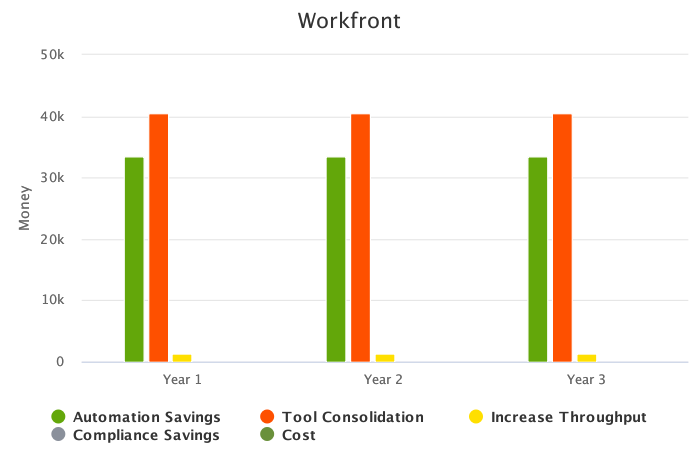 Workfront
50k
40k
30k
20k
10k
0
Money
Year 1 Year 2 Year 3
Automation Savings Tool Consolidation Increase Throughput
Compliance Savings Cost